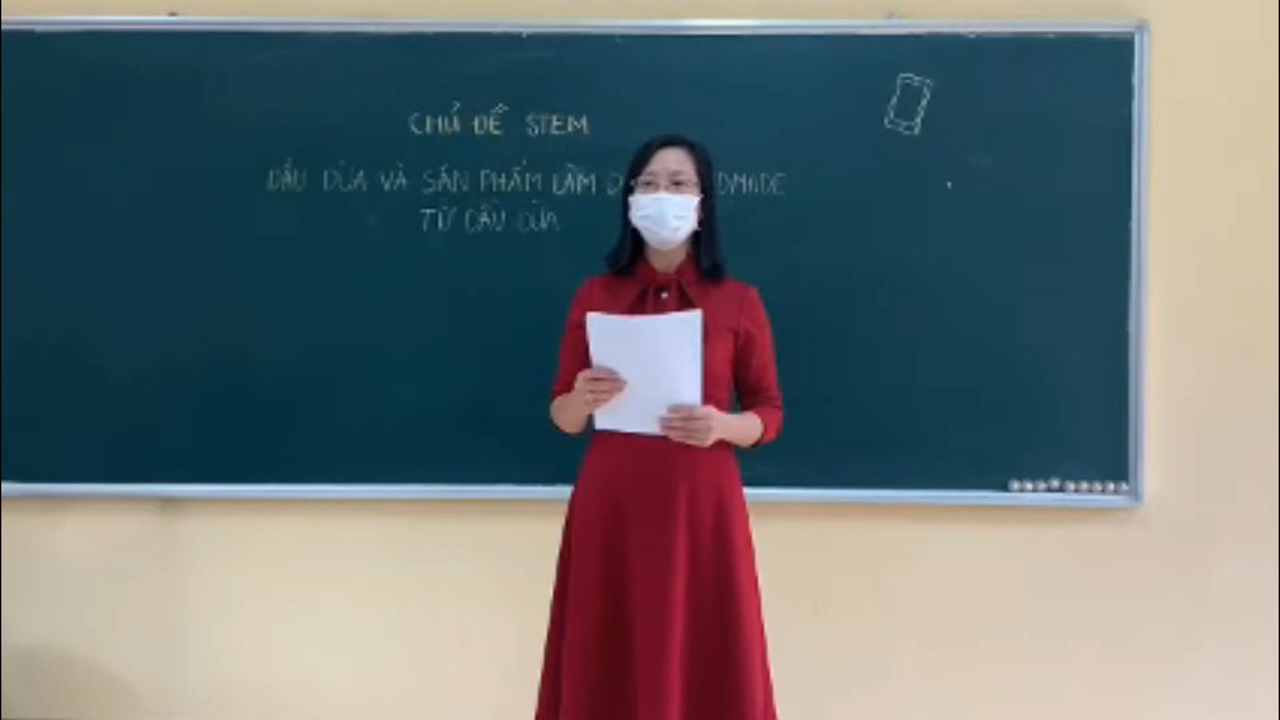 CHỦ ĐỀ STEM
DẦU DỪA VÀ SẢN PHẨM LÀM
TỪ DẦU DỪA